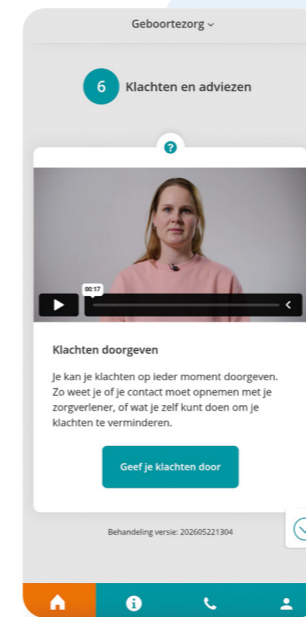 Geboortezorg
6 Klachten en adviezen
?
00:17
Klachten doorgeven
Je kan je klachten op ieder moment doorgeven.
Zo weet je of je contact moet opnemen met je
zorgverlener, of wat je zelf kunt doen om je
klachten te verminderen.
Geef je klachten door
Behandeling versie: 202605221304